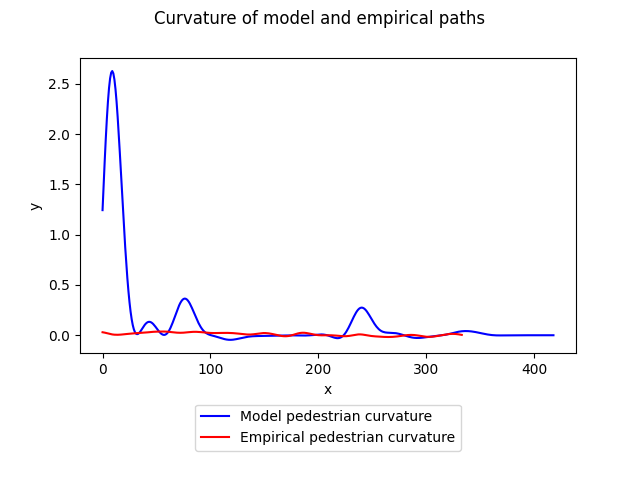 Curvature of model and empirical paths
2.5
2.0
1.5
1.0
0.5
0.0
y
0 100 200 300 400
x
Model pedestrian curvature
Empirical pedestrian curvature